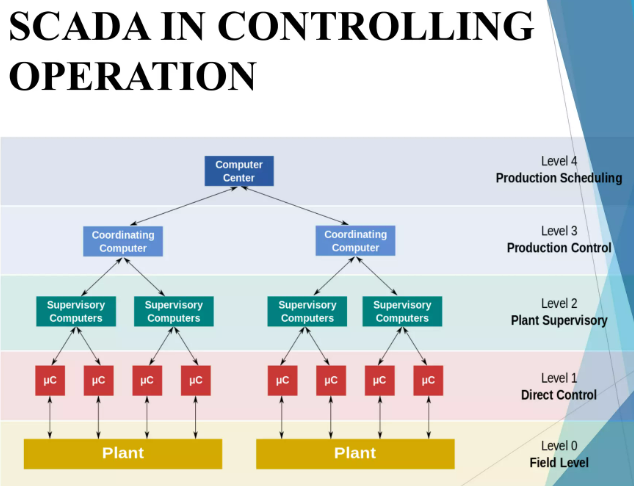 SCADA IN CONTROLLING
OPERATION
Computer
Center
Level 4
Production Scheduling
Coordinating
Computer
Coordinating
Computer
Level 3
Production Control
Supervisory
Computers
Supervisory
Computers
Supervisory
Computers
Supervisory
Computers
Level 2
Plant Supervisory
µC
µC
µC
µC
µC
µC
µC
µC
Level 1
Direct Control
Plant
Plant
Level 0
Field Level